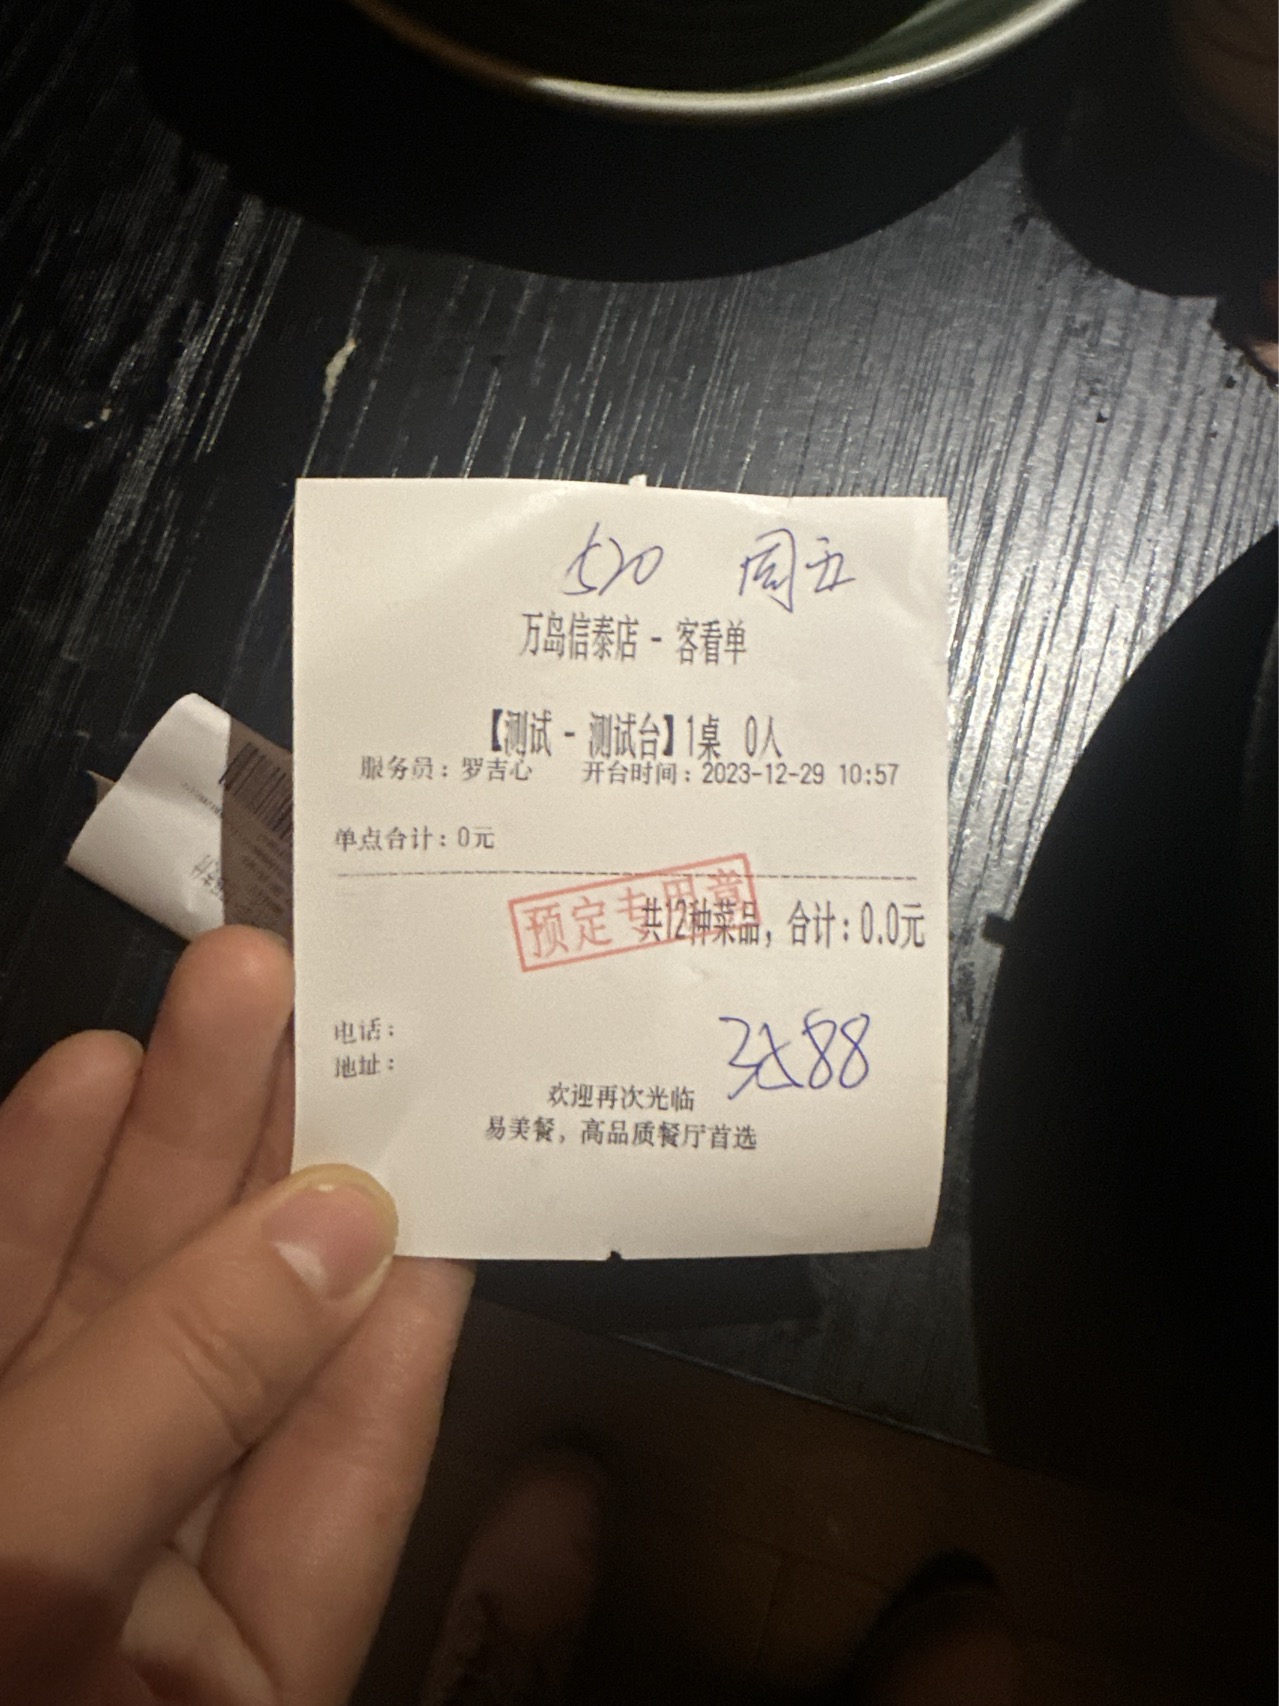 520 周五
万岛信泰店 - 客看单
【测试 - 测试台】1桌 0人
服务员：罗吉心 开台时间：2023-12-29 10:57
单点合计：0元
预定专用章
共12种菜品，合计：0.0元
电话：
地址：
欢迎再次光临
易美餐，高品质餐厅首选